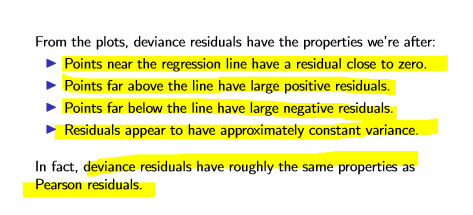 From the plots, deviance residuals have the properties we're after:
Points near the regression line have a residual close to zero.
Points far above the line have large positive residuals.
Points far below the line have large negative residuals.
Residuals appear to have approximately constant variance.
In fact, deviance residuals have roughly the same properties as
Pearson residuals.